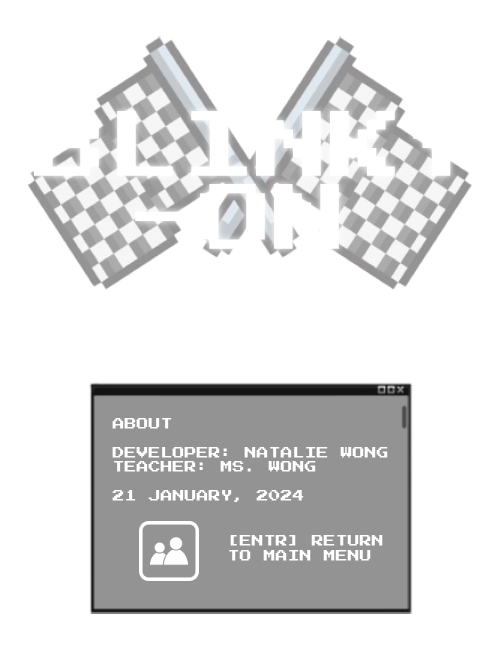 ABOUT
DEVELOPER: NATALIE WONG
TEACHER: MS. WONG
21 JANUARY, 2024
[ENTR] RETURN
TO MAIN MENU